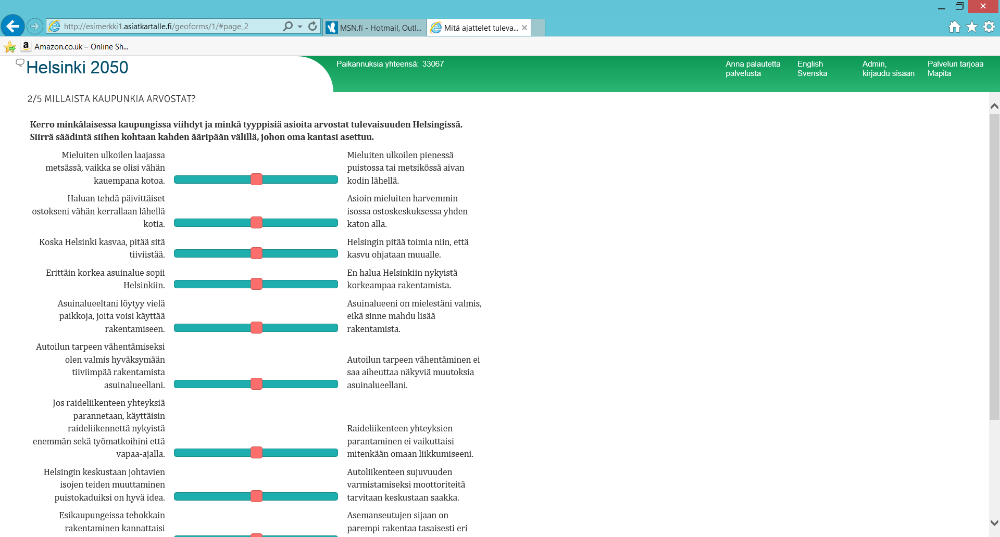 http://esimerkki1.asiatkartalle.fi/geoforms/1/#page_2
MSN.fi - Hotmail, Outl...
Mitä ajattelet tuleva...
Amazon.co.uk – Online Sh...
Helsinki 2050
Paikannuksia yhteensä: 33067
Anna palautetta
palvelusta
English
Svenska
Admin,
kirjaudu sisään
Palvelun tarjoaa
Mapita
2/5 MILLAISTA KAUPUNKIA ARVOSTAT?
Kerro minkälaisessa kaupungissa viihdyt ja minkä tyyppisiä asioita arvostat tulevaisuuden Helsingissä.
Siirrä säädintä siihen kohtaan kahden ääripään välillä, johon oma kantasi asettuu.
Mieluiten ulkoilen laajassa
metsässä, vaikka se olisi vähän
kauempana kotoa.
Mieluiten ulkoilen pienessä
puistossa tai metsikössä aivan
kodin lähellä.
Haluan tehdä päivittäiset
ostokseni vähän kerrallaan lähellä
kotia.
Asioin mieluiten harvemmin
isossa ostoskeskuksessa yhden
katon alla.
Koska Helsinki kasvaa, pitää sitä
tiiviistää.
Helsingin pitää toimia niin, että
kasvu ohjataan muualle.
Erittäin korkea asuinalue sopii
Helsinkiin.
En halua Helsinkiin nykyistä
korkeampaa rakentamista.
Asuinalueeltani löytyy vielä
paikkoja, joita voisi käyttää
rakentamiseen.
Asuinalueeni on mielestäni valmis,
eikä sinne mahdu lisää
rakentamista.
Autoilun tarpeen vähentämiseksi
olen valmis hyväksymään
tiiviimpää rakentamista
asuinalueellani.
Autoilun tarpeen vähentäminen ei
saa aiheuttaa näkyviä muutoksia
asuinalueellani.
Jos raideliikenteen yhteyksiä
parannetaan, käyttäisin
raideliikennettä nykyistä
enemmän sekä työmatkoihini että
vapaa-ajalla.
Raideliikenteen yhteyksien
parantaminen ei vaikuttaisi
mitenkään omaan liikkumiseeni.
Helsingin keskustaan johtavien
isojen teiden muuttaminen
puistokaduiksi on hyvä idea.
Autoliikenteen sujuvuuden
varmistamiseksi moottoriteitä
tarvitaan keskustaan saakka.
Esikaupungeissa tehokkain
rakentaminen kannattaisi
Asemanseutujen sijaan on
parempi rakentaa tasaisesti eri